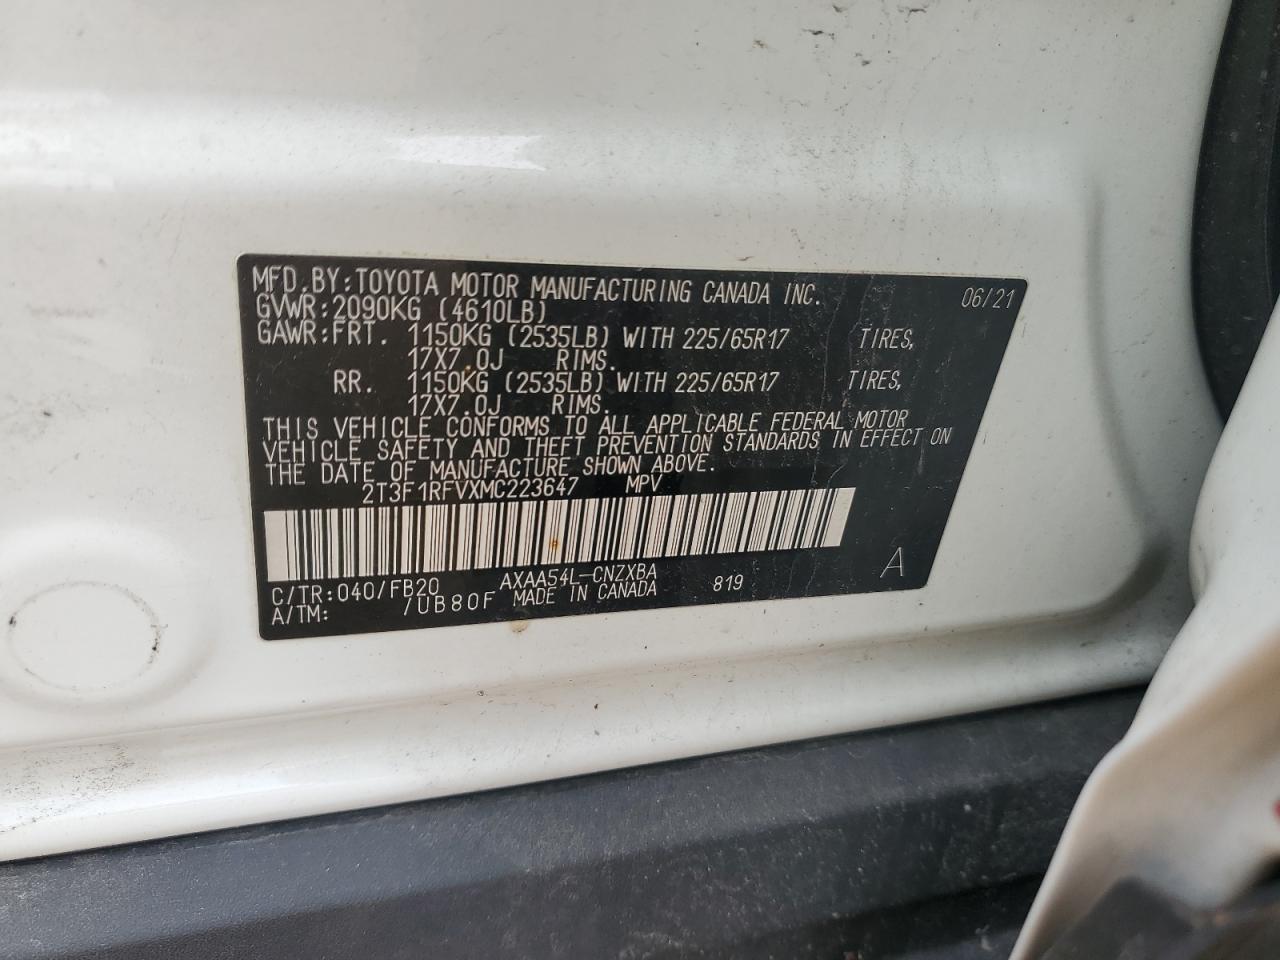 MFD.BY:TOYOTA MOTOR MANUFACTURING CANADA INC. 06/21
GVWR:2090KG (4610LB)
GAWR:FRT. 1150KG (2535LB) WITH 225/65R17 TIRES,
17X7.0J RIMS.
RR. 1150KG (2535LB) WITH 225/65R17 TIRES,
17X7.0J RIMS.
THIS VEHICLE CONFORMS TO ALL APPLICABLE FEDERAL MOTOR
VEHICLE SAFETY AND THEFT PREVENTION STANDARDS IN EFFECT ON
THE DATE OF MANUFACTURE SHOWN ABOVE.
2T3F1RFVXMC223647 MPV
C/TR:040/FB20 AXAA54L-CNZXBA 819 A
A/TM: /UB80F MADE IN CANADA